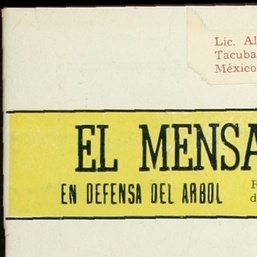 Lic. Al
Tacuba
México
EL MENSA
EN DEFENSA DEL ARBOL